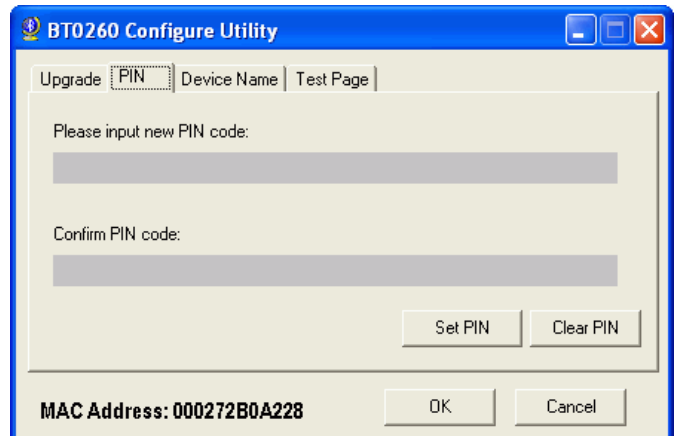 BT0260 Configure Utility
Upgrade PIN Device Name Test Page
Please input new PIN code:
Confirm PIN code:
Set PIN Clear PIN
MAC Address: 000272B0A228 OK Cancel